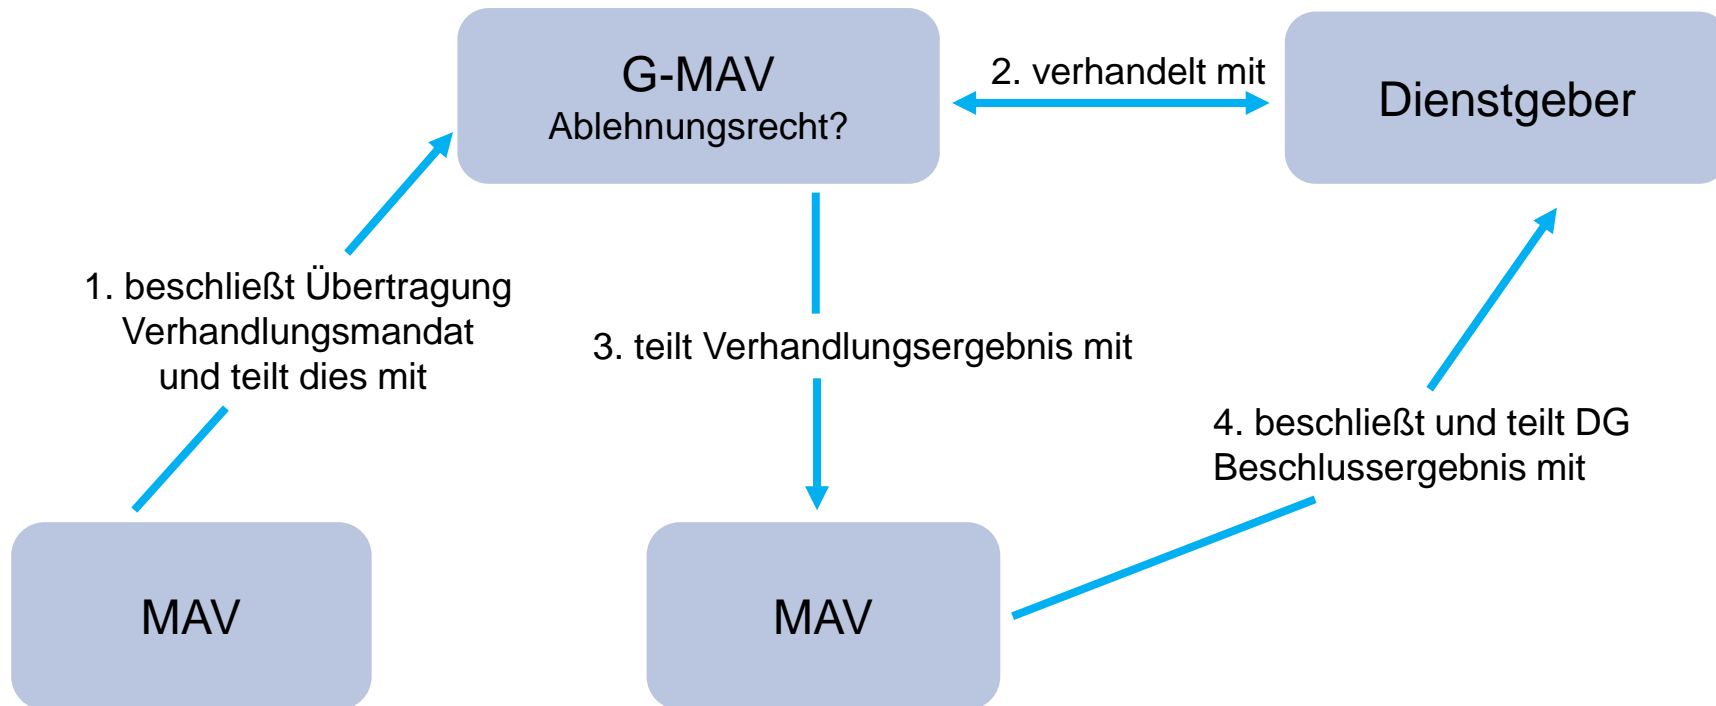 G-MAV
Ablehnungsrecht?
2. verhandelt mit
Dienstgeber
1. beschließt Übertragung
Verhandlungsmandat
und teilt dies mit
3. teilt Verhandlungsergebnis mit
4. beschließt und teilt DG
Beschlussergebnis mit
MAV
MAV